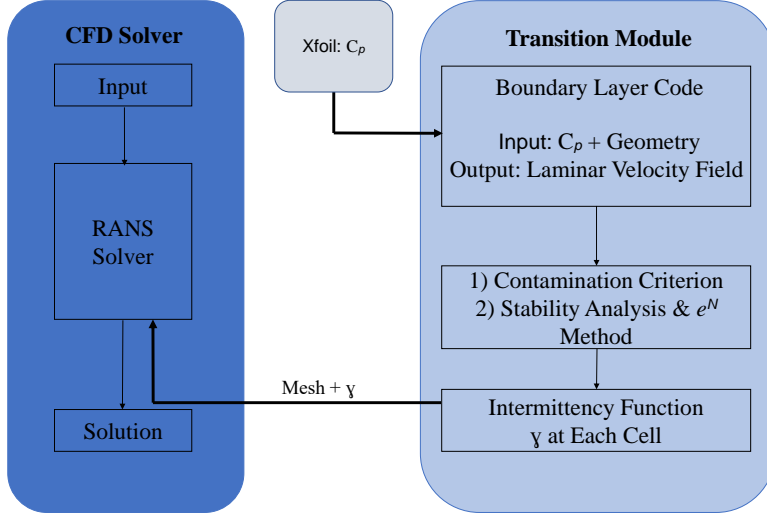 CFD Solver
Input
RANS
Solver
Solution
Xfoil: Cₚ
Mesh + ɣ
Transition Module
Boundary Layer Code
Input: Cₚ + Geometry
Output: Laminar Velocity Field
1) Contamination Criterion
2) Stability Analysis & eᴺ
Method
Intermittency Function
ɣ at Each Cell